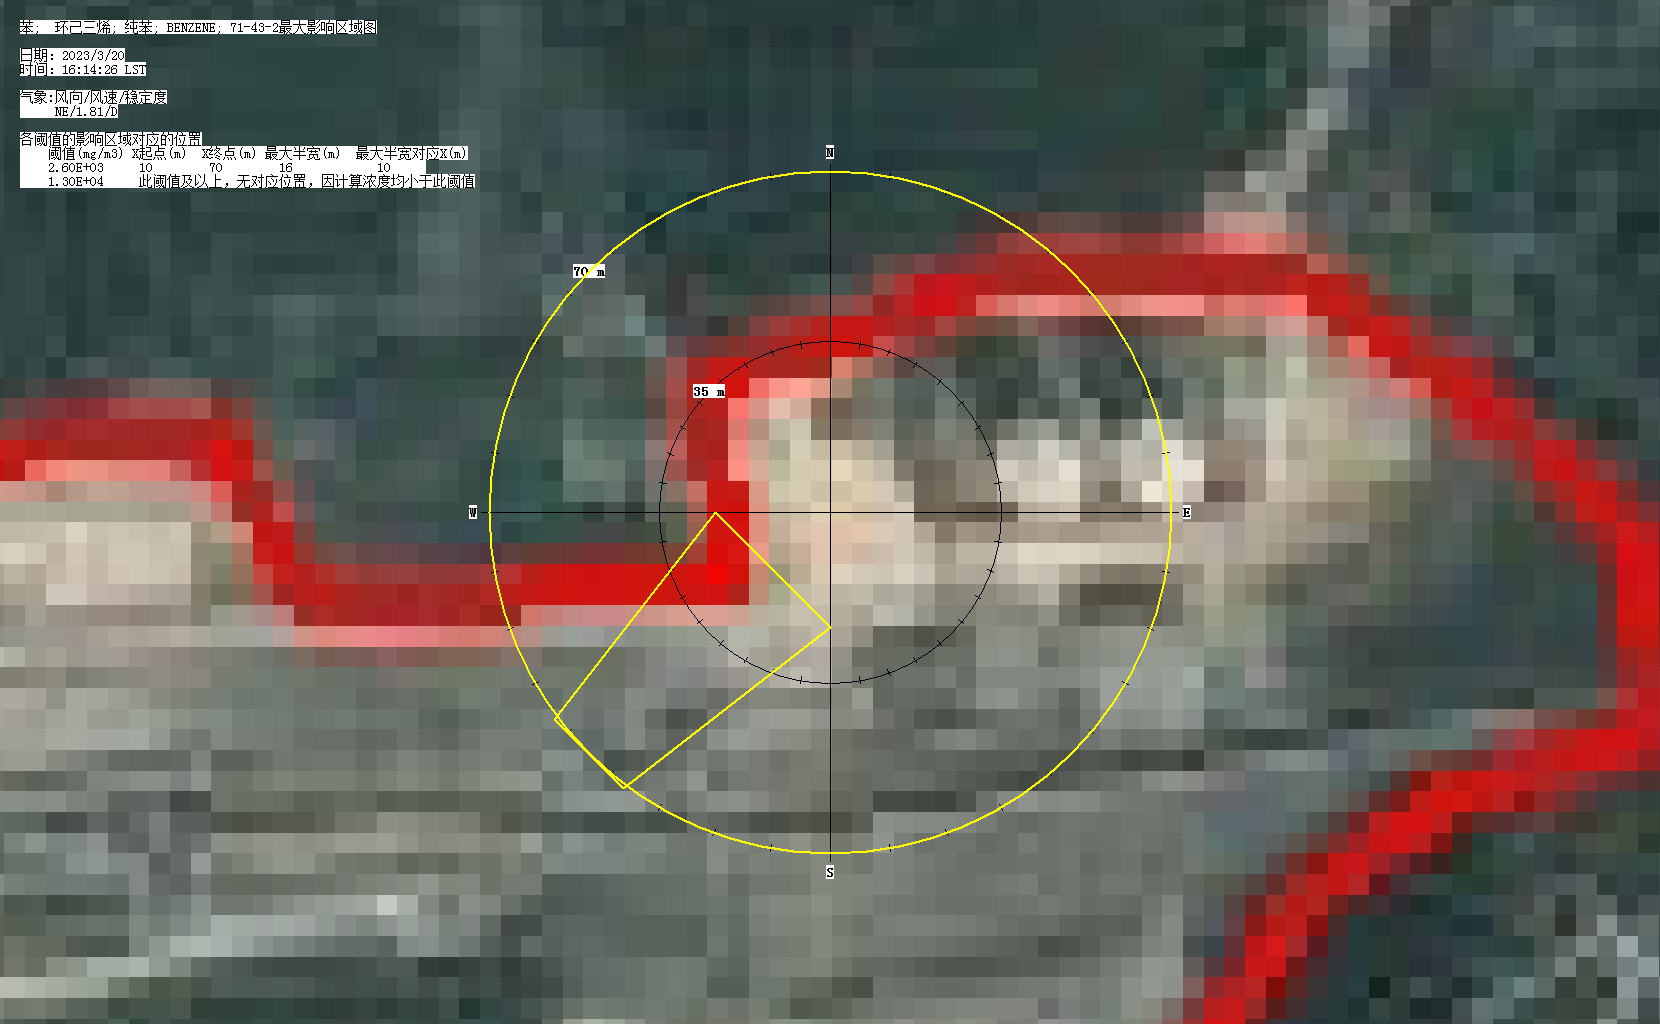 苯; 环己三烯; 纯苯; BENZENE; 71-43-2最大影响区域图
日期: 2023/3/20
时间: 16:14:26 LST
气象:风向/风速/稳定度
NE/1.81/D
各阈值的影响区域对应的位置
阈值(mg/m3) X起点(m) X终点(m) 最大半宽(m) 最大半宽对应X(m)
2.60E+03 10 70 16 10
1.30E+04 此阈值及以上，无对应位置，因计算浓度均小于此阈值
N
70 m
35 m
W
E
S